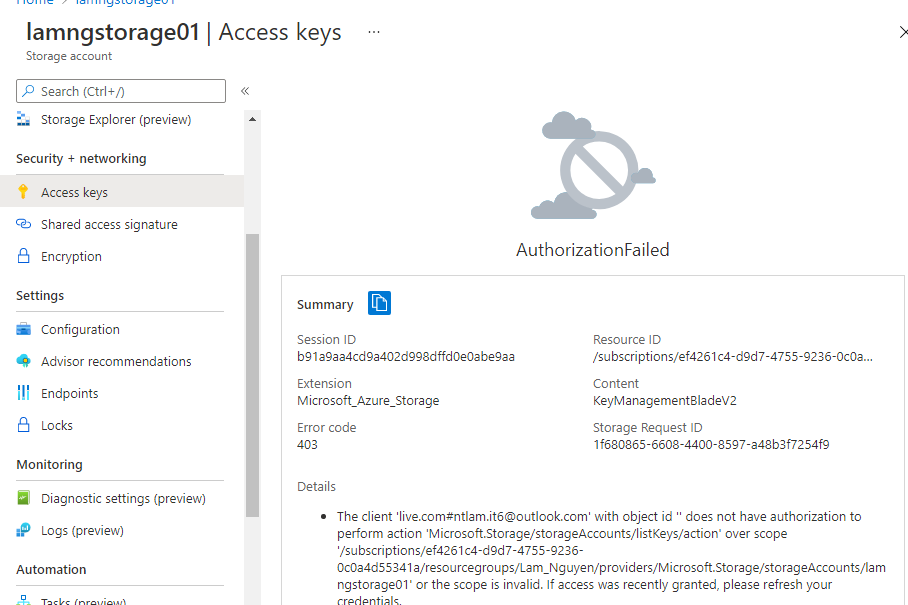 Home > lamngstorage01
lamngstorage01 | Access keys ...
Storage account
Search (Ctrl+/)
«
Storage Explorer (preview)
Security + networking
Access keys
Shared access signature
Encryption
Settings
Configuration
Advisor recommendations
Endpoints
Locks
Monitoring
Diagnostic settings (preview)
Logs (preview)
Automation
Tasks (preview)
AuthorizationFailed
Summary
Session ID
b91a9aa4cd9a402d998dffd0e0abe9aa
Resource ID
/subscriptions/ef4261c4-d9d7-4755-9236-0c0a...
Extension
Microsoft_Azure_Storage
Content
KeyManagementBladeV2
Error code
403
Storage Request ID
1f680865-6608-4400-8597-a48b3f7254f9
Details
• The client 'live.com#ntlam.it6@outlook.com' with object id '' does not have authorization to
perform action 'Microsoft.Storage/storageAccounts/listKeys/action' over scope
'/subscriptions/ef4261c4-d9d7-4755-9236-
0c0a4d55341a/resourcegroups/Lam_Nguyen/providers/Microsoft.Storage/storageAccounts/lam
ngstorage01' or the scope is invalid. If access was recently granted, please refresh your
credentials.